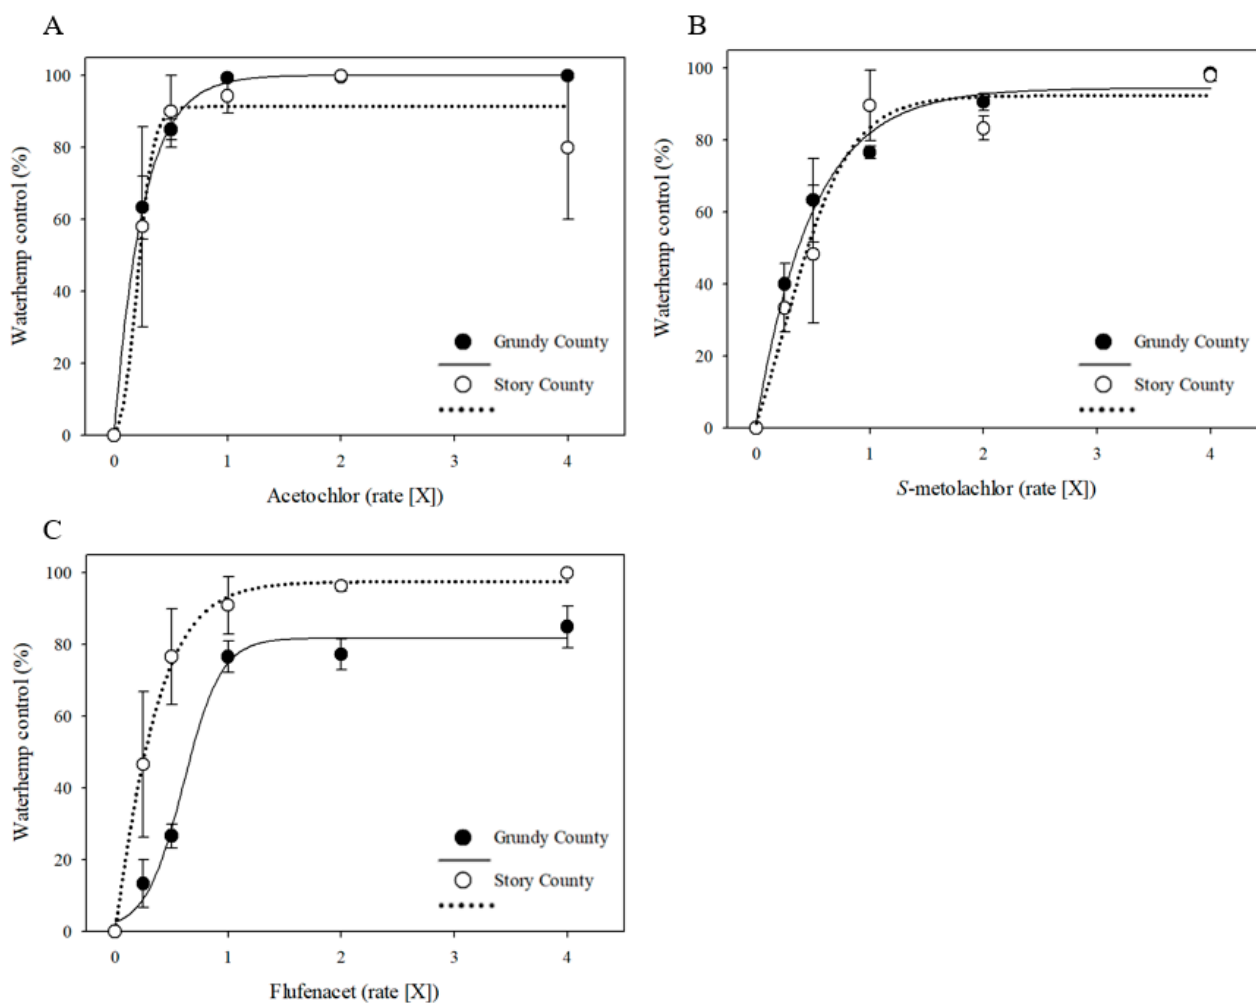 A
100
80
60
40
20
0
Waterhemp control (%)
Grundy County
Story County
0 1 2 3 4
Acetochlor (rate [X])
B
100
80
60
40
20
0
Waterhemp control (%)
Grundy County
Story County
0 1 2 3 4
S-metolachlor (rate [X])
C
100
80
60
40
20
0
Waterhemp control (%)
Grundy County
Story County
0 1 2 3 4
Flufenacet (rate [X])